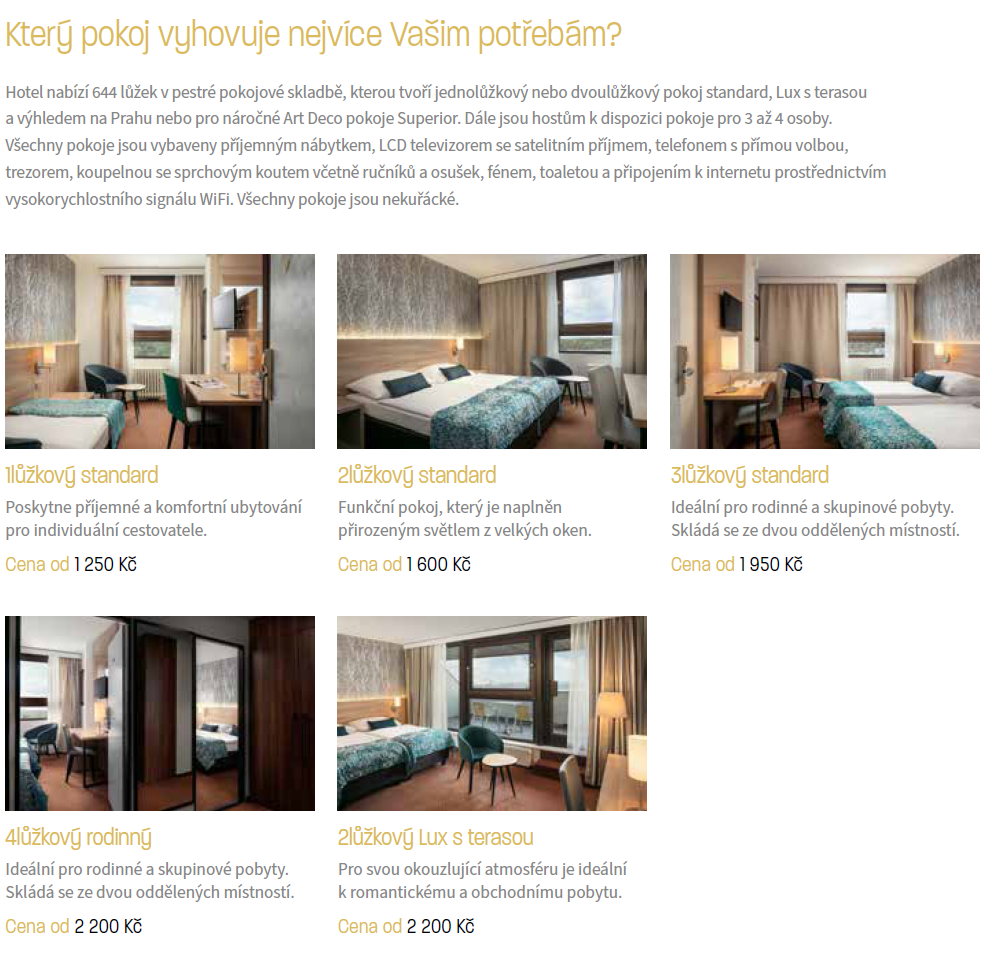 Který pokoj vyhovuje nejvíce Vašim potřebám?
Hotel nabízí 644 lůžek v pestré pokojové skladbě, kterou tvoří jednolůžkový nebo dvoulůžkový pokoj standard, Lux s terasou
a výhledem na Prahu nebo pro náročné Art Deco pokoje Superior. Dále jsou hostům k dispozici pokoje pro 3 až 4 osoby.
Všechny pokoje jsou vybaveny příjemným nábytkem, LCD televizorem se satelitním příjmem, telefonem s přímou volbou,
trezorem, koupelnou se sprchovým koutem včetně ručníků a osušek, fénem, toaletou a připojením k internetu prostřednictvím
vysokorychlostního signálu WiFi. Všechny pokoje jsou nekuřácké.
1lůžkový standard
Poskytne příjemné a komfortní ubytování
pro individuální cestovatele.
Cena od 1 250 Kč
2lůžkový standard
Funkční pokoj, který je naplněn
přirozeným světlem z velkých oken.
Cena od 1 600 Kč
3lůžkový standard
Ideální pro rodinné a skupinové pobyty.
Skládá se ze dvou oddělených místností.
Cena od 1 950 Kč
4lůžkový rodinný
Ideální pro rodinné a skupinové pobyty.
Skládá se ze dvou oddělených místností.
Cena od 2 200 Kč
2lůžkový Lux s terasou
Pro svou okouzlující atmosféru je ideální
k romantickému a obchodnímu pobytu.
Cena od 2 200 Kč